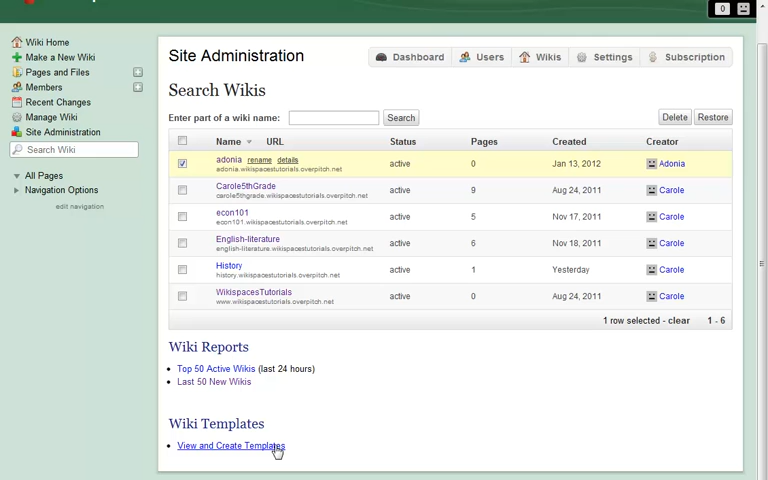 0
Wiki Home
Make a New Wiki
Pages and Files
Members
Recent Changes
Manage Wiki
Site Administration
Search Wiki
All Pages
Navigation Options
edit navigation
Site Administration
Dashboard Users Wikis Settings Subscription
Search Wikis
Enter part of a wiki name: Search Delete Restore
Name URL Status Pages Created Creator
adonia rename details active 0 Jan 13, 2012 Adonia
adonia.wikispacestutorials.overpitch.net
Carole5thGrade active 9 Aug 24, 2011 Carole
carole5thgrade.wikispacestutorials.overpitch.net
econ101 active 5 Nov 17, 2011 Carole
econ101.wikispacestutorials.overpitch.net
English-literature active 6 Nov 18, 2011 Carole
english-literature.wikispacestutorials.overpitch.net
History active 1 Yesterday Carole
history.wikispacestutorials.overpitch.net
WikispacesTutorials active 0 Aug 24, 2011 Carole
www.wikispacestutorials.overpitch.net
1 row selected - clear 1 - 6
Wiki Reports
• Top 50 Active Wikis (last 24 hours)
• Last 50 New Wikis
Wiki Templates
• View and Create Templates